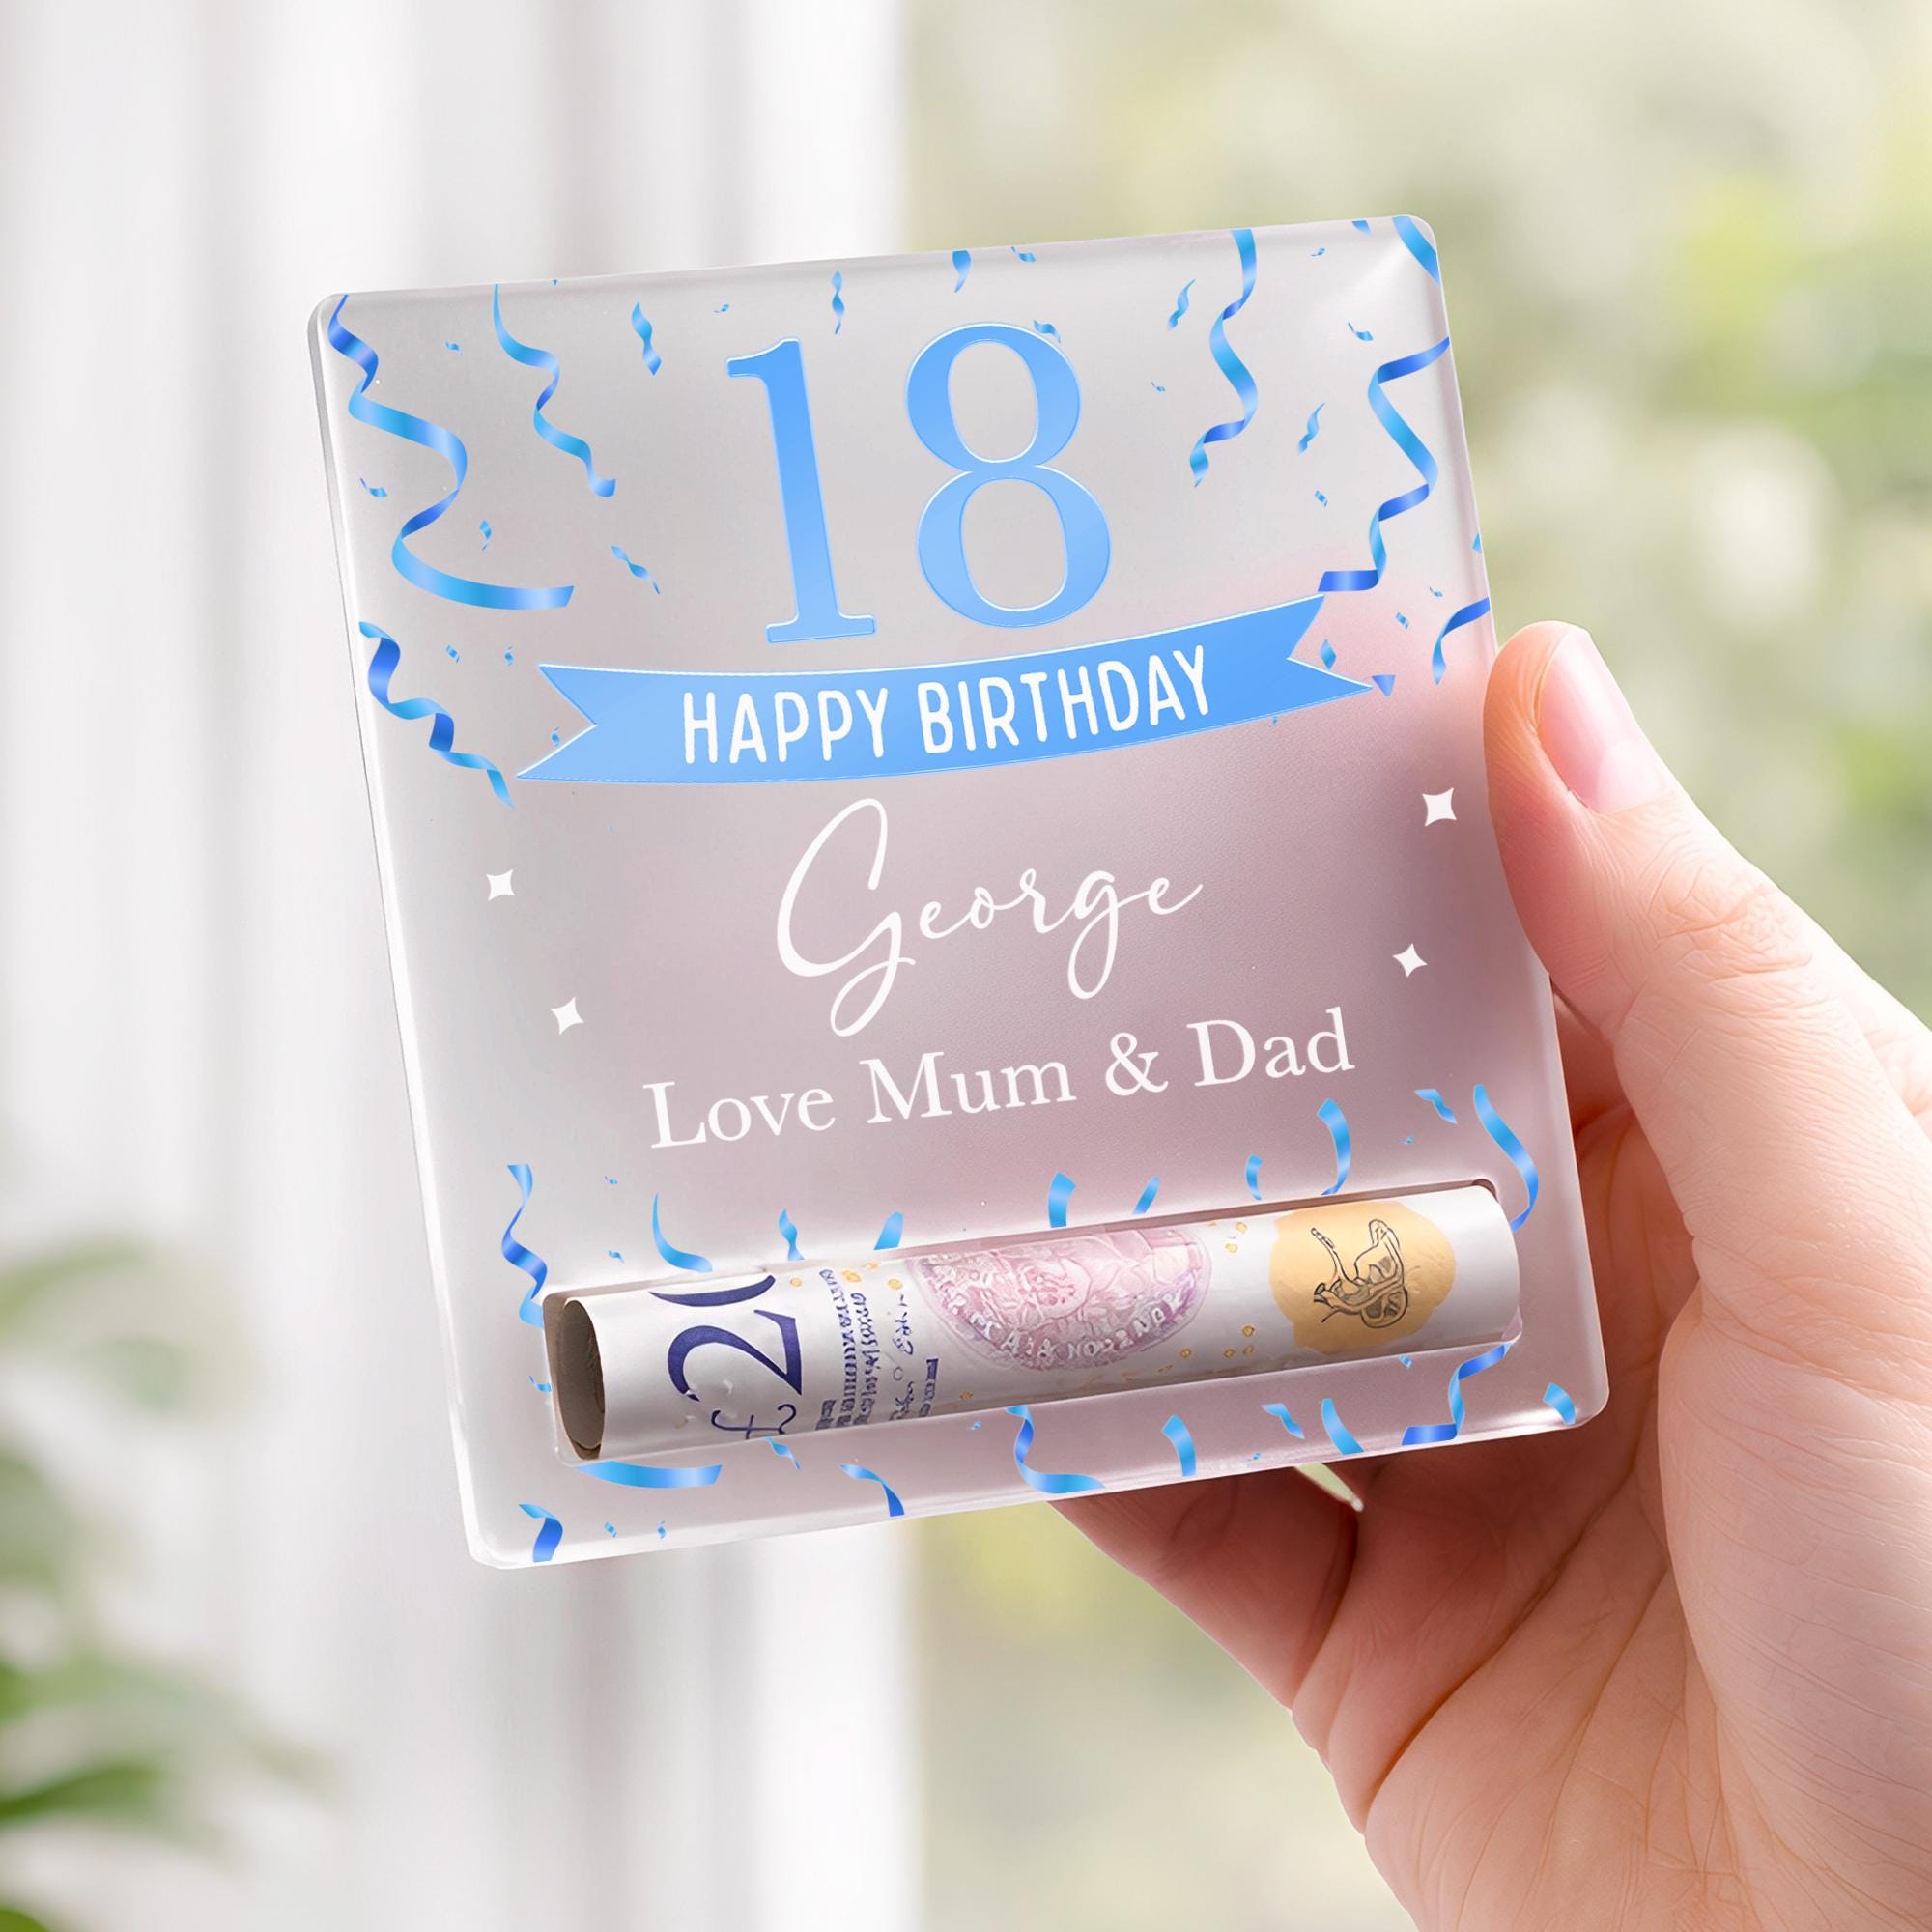 18
HAPPY BIRTHDAY
George
Love Mum & Dad
£20